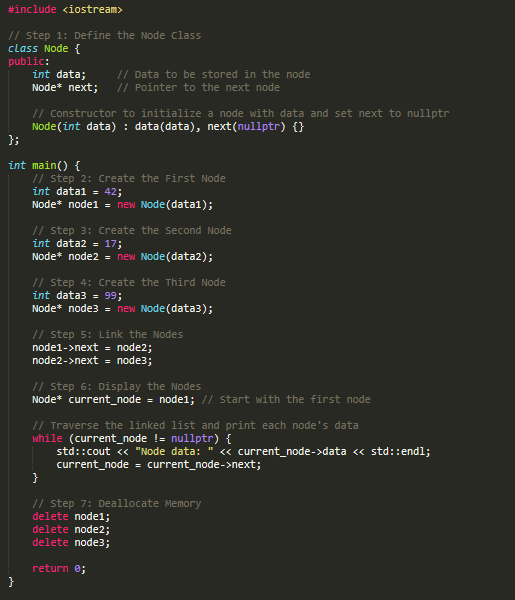 #include <iostream>

// Step 1: Define the Node Class
class Node {
public:
    int data;     // Data to be stored in the node
    Node* next;   // Pointer to the next node

    // Constructor to initialize a node with data and set next to nullptr
    Node(int data) : data(data), next(nullptr) {}
};

int main() {
    // Step 2: Create the First Node
    int data1 = 42;
    Node* node1 = new Node(data1);

    // Step 3: Create the Second Node
    int data2 = 17;
    Node* node2 = new Node(data2);

    // Step 4: Create the Third Node
    int data3 = 99;
    Node* node3 = new Node(data3);

    // Step 5: Link the Nodes
    node1->next = node2;
    node2->next = node3;

    // Step 6: Display the Nodes
    Node* current_node = node1; // Start with the first node

    // Traverse the linked list and print each node's data
    while (current_node != nullptr) {
        std::cout << "Node data: " << current_node->data << std::endl;
        current_node = current_node->next;
    }

    // Step 7: Deallocate Memory
    delete node1;
    delete node2;
    delete node3;

    return 0;
}